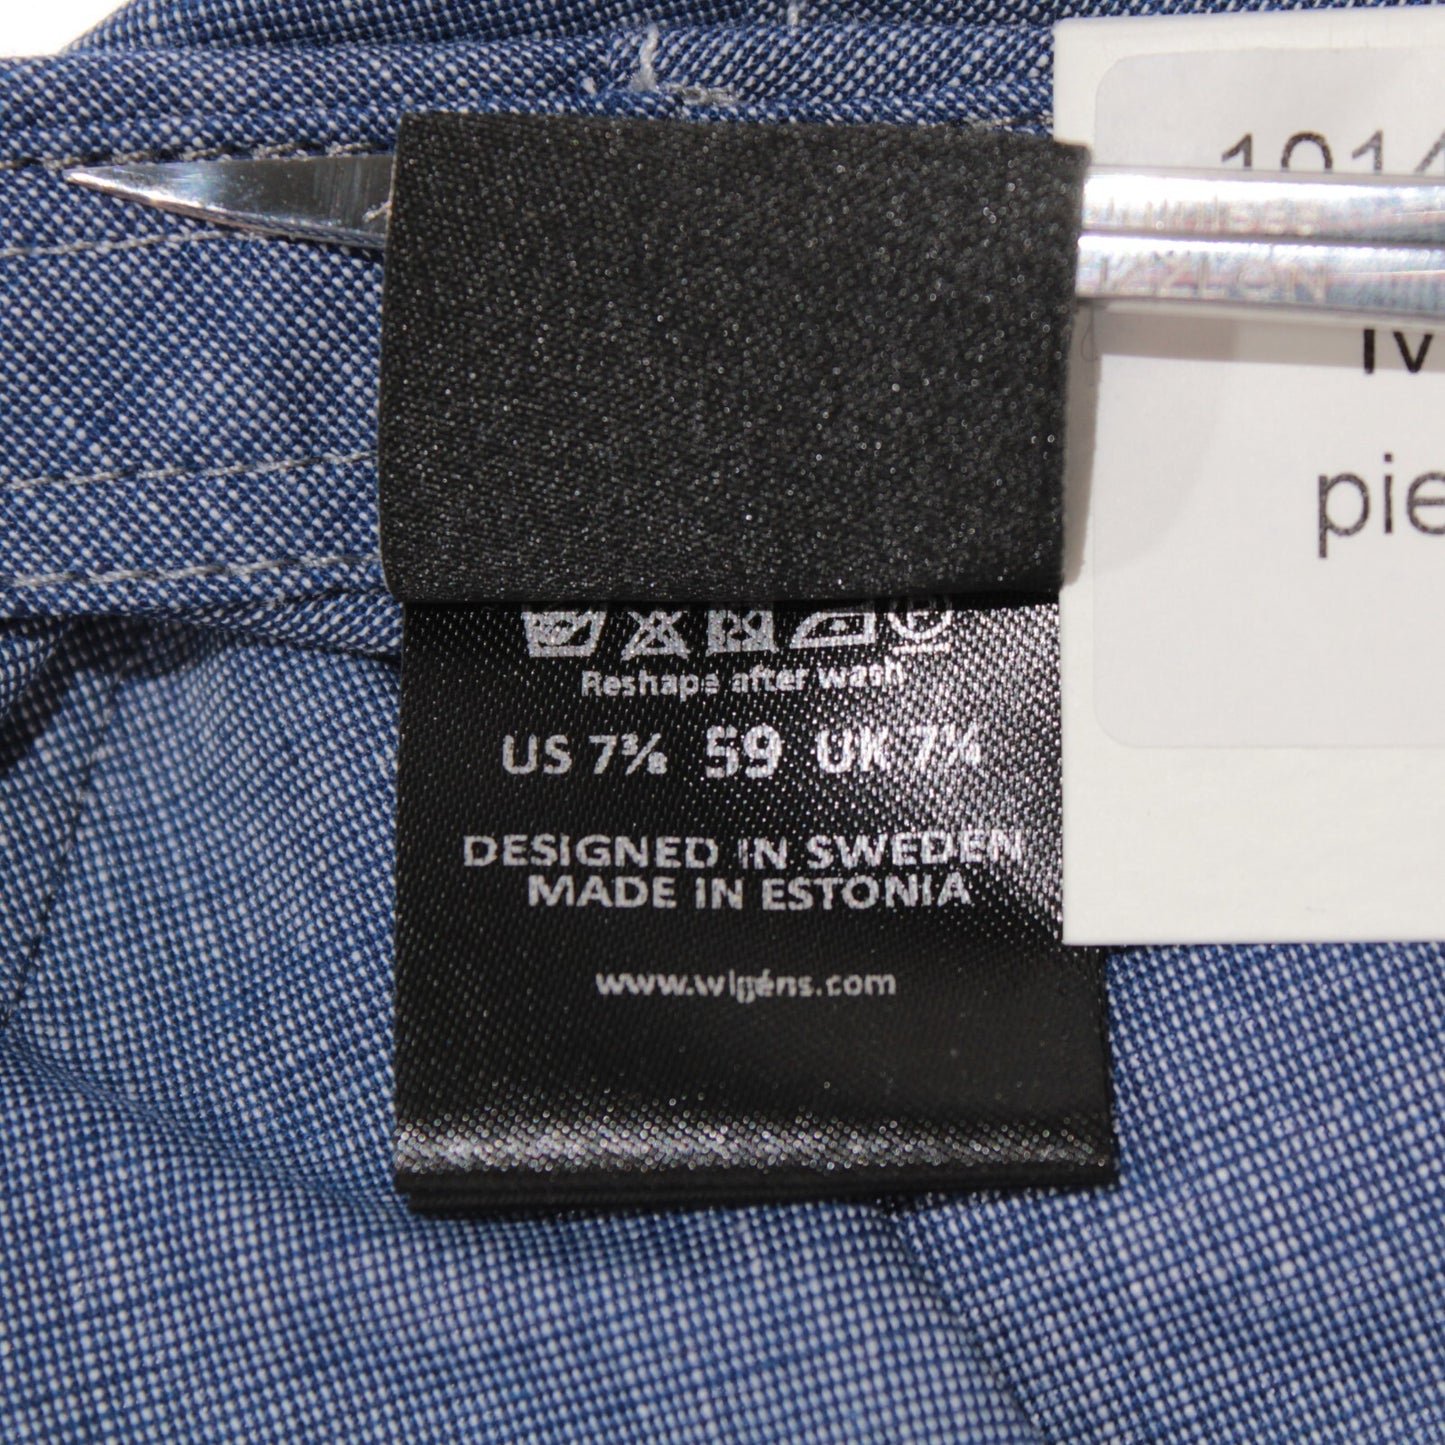 Reshape after wash
US 7⅜ 59 UK 7¼
DESIGNED IN SWEDEN
MADE IN ESTONIA
www.wigéns.com
1014
pie